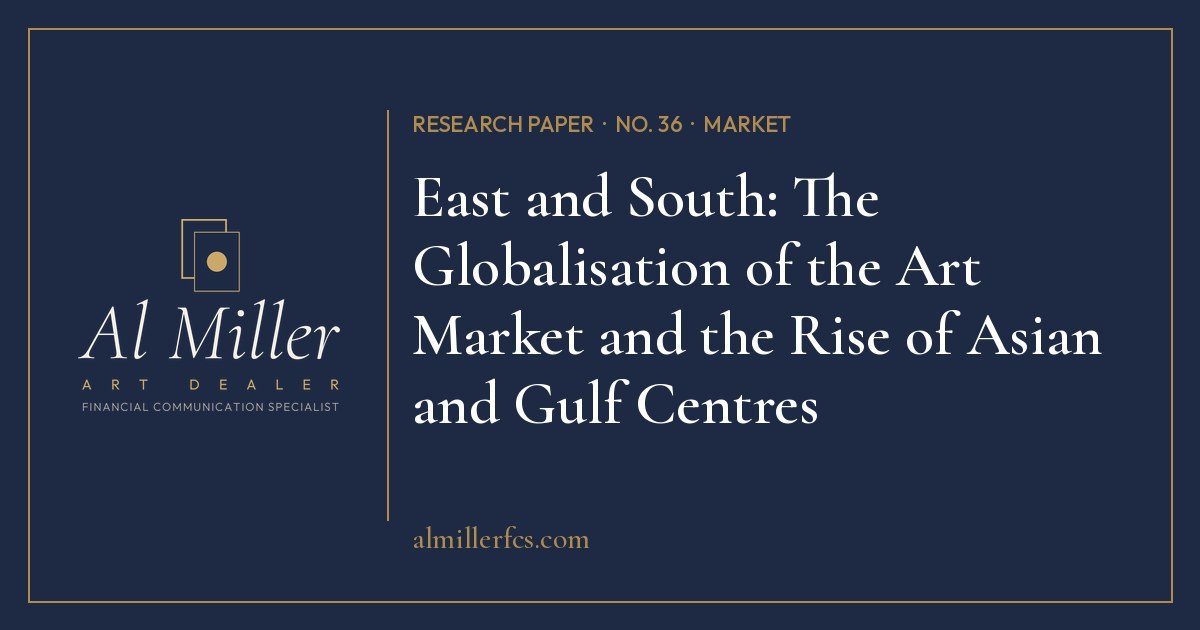 Al Miller
ART DEALER
FINANCIAL COMMUNICATION SPECIALIST
RESEARCH PAPER · NO. 36 · MARKET
East and South: The
Globalisation of the Art
Market and the Rise of Asian
and Gulf Centres
almillerfcs.com